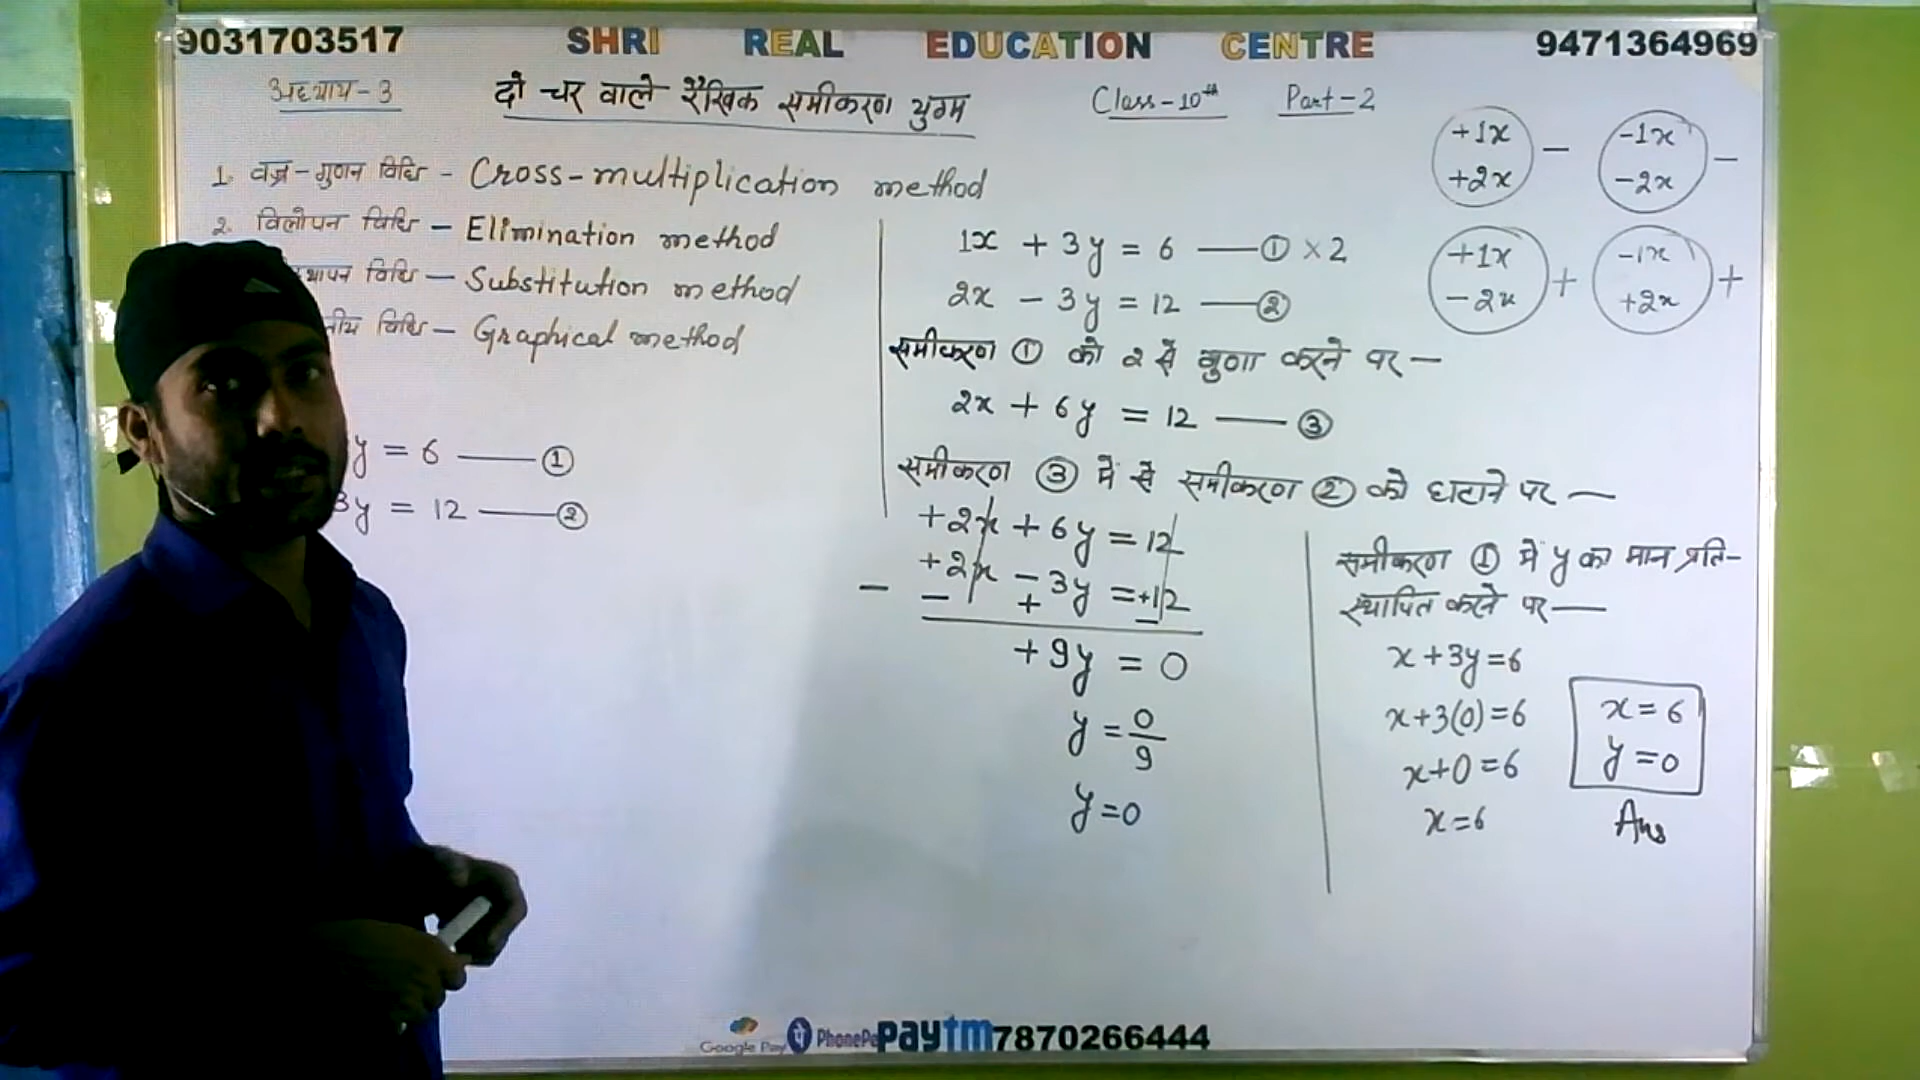 9031703517 SHRI REAL EDUCATION CENTRE 9471364969
अध्याय-3 दो चर वाले रैखिक समीकरण युग्म Class-10th Part-2
1. वज्र-गुणन विधि - Cross-multiplication method
2. विलोपन विधि - Elimination method
स्थापन विधि - Substitution method
विधि - Graphical method
y = 6 —— ①
3y = 12 —— ②
1x + 3y = 6 —— ① × 2
2x - 3y = 12 —— ②
समीकरण ① को 2 से गुणा करने पर —
2x + 6y = 12 —— ③
समीकरण ③ में से समीकरण ② को घटाने पर —
+2x + 6y = 12
- +2x - 3y = +12
- + -
+9y = 0
y = 0/9
y = 0
+1x
+2x -
-1x
-2x -
+1x
-2x +
-1x
+2x +
समीकरण ① में y का मान प्रति-
स्थापित करने पर —
x + 3y = 6
x + 3(0) = 6
x + 0 = 6
x = 6
x = 6
y = 0
Ans
Google Pay PhonePe paytm 7870266444